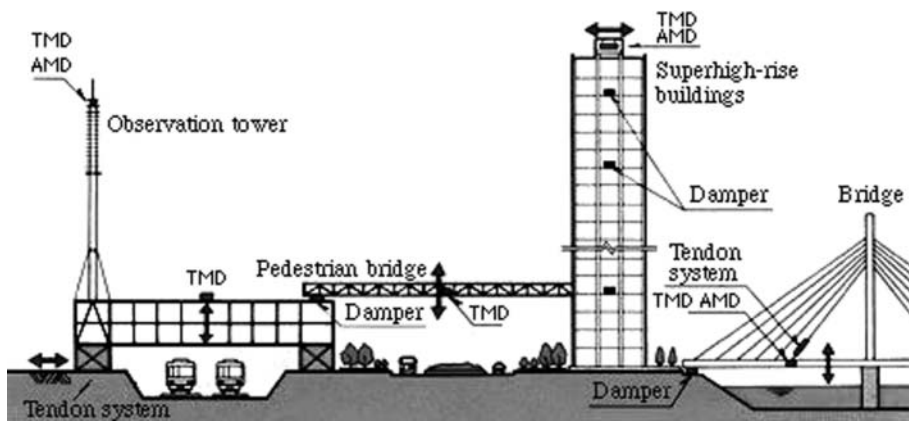 TMD
AMD
Observation tower
TMD
AMD
Superhigh-rise
buildings
Damper
Bridge
Tendon
system
TMD AMD
Pedestrian bridge
TMD
Damper
TMD
Damper
Tendon system